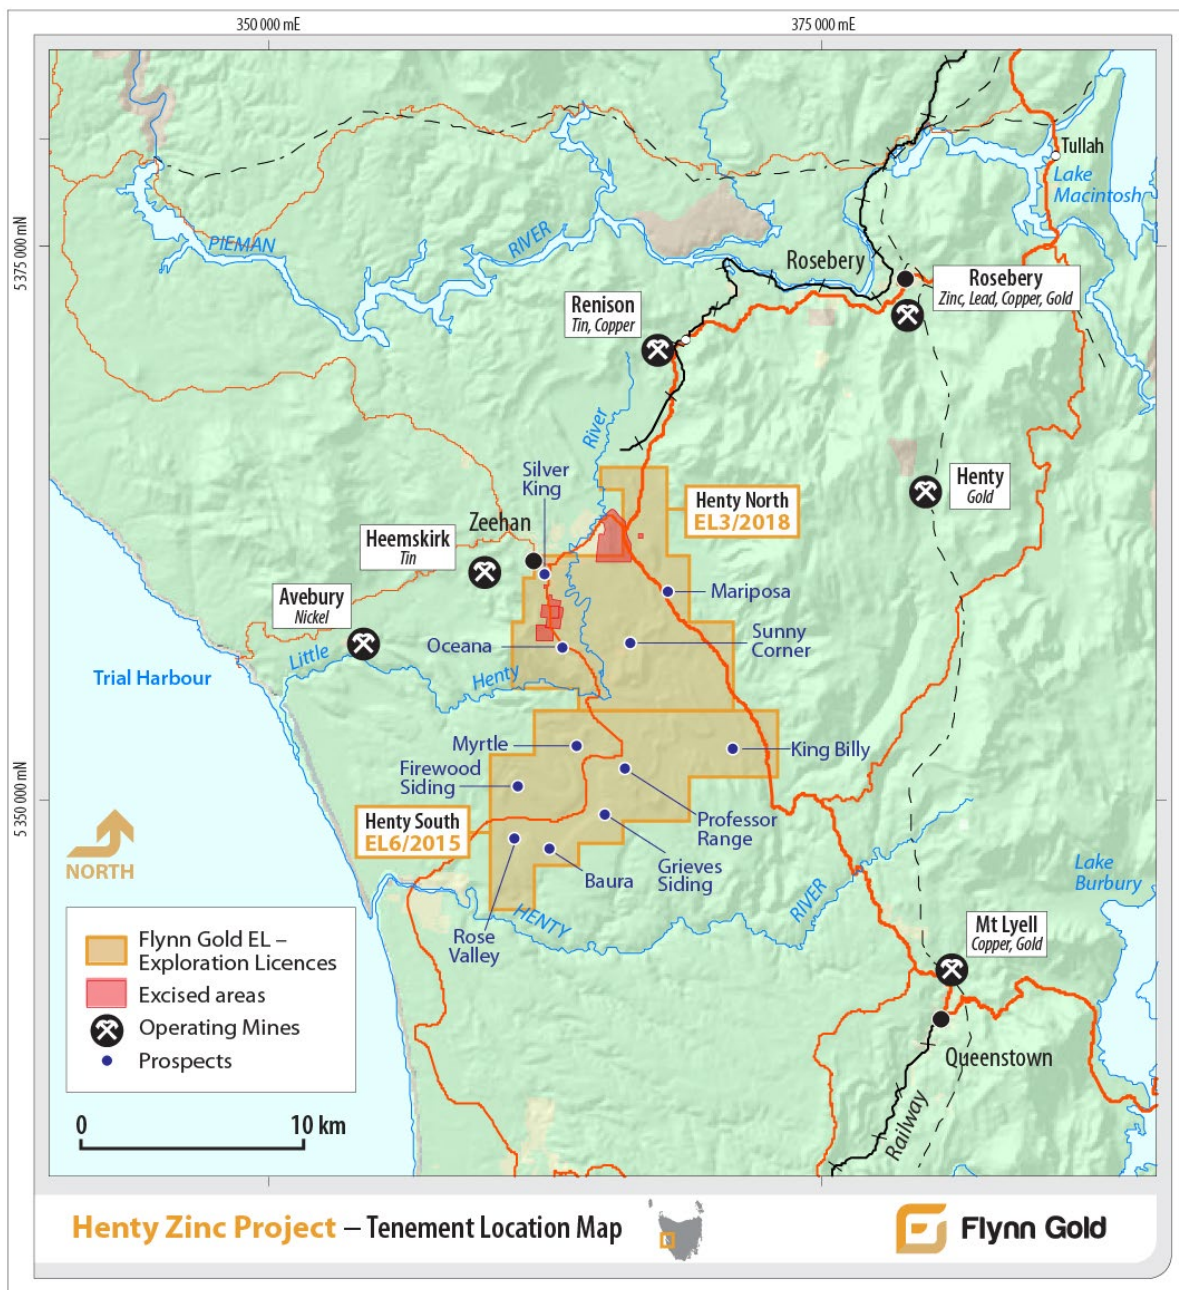 350 000 mE
375 000 mE
5 375 000 mN
5 350 000 mN
Tullah
Lake
Macintosh
PIEMAN
RIVER
Rosebery
Rosebery
Zinc, Lead, Copper, Gold
Renison
Tin, Copper
River
Silver
King
Zeehan
Henty North
EL3/2018
Henty
Gold
Heemskirk
Tin
Avebury
Nickel
Mariposa
Sunny
Corner
Oceana
Little
Henty
Trial Harbour
Myrtle
King Billy
Firewood
Siding
Henty South
EL6/2015
Professor
Range
Grieves
Siding
Baura
Rose
Valley
HENTY
RIVER
Lake
Burbury
NORTH
Mt Lyell
Copper, Gold
Queenstown
Railway
Flynn Gold EL –
Exploration Licences
Excised areas
Operating Mines
Prospects
0 10 km
Henty Zinc Project – Tenement Location Map
Flynn Gold